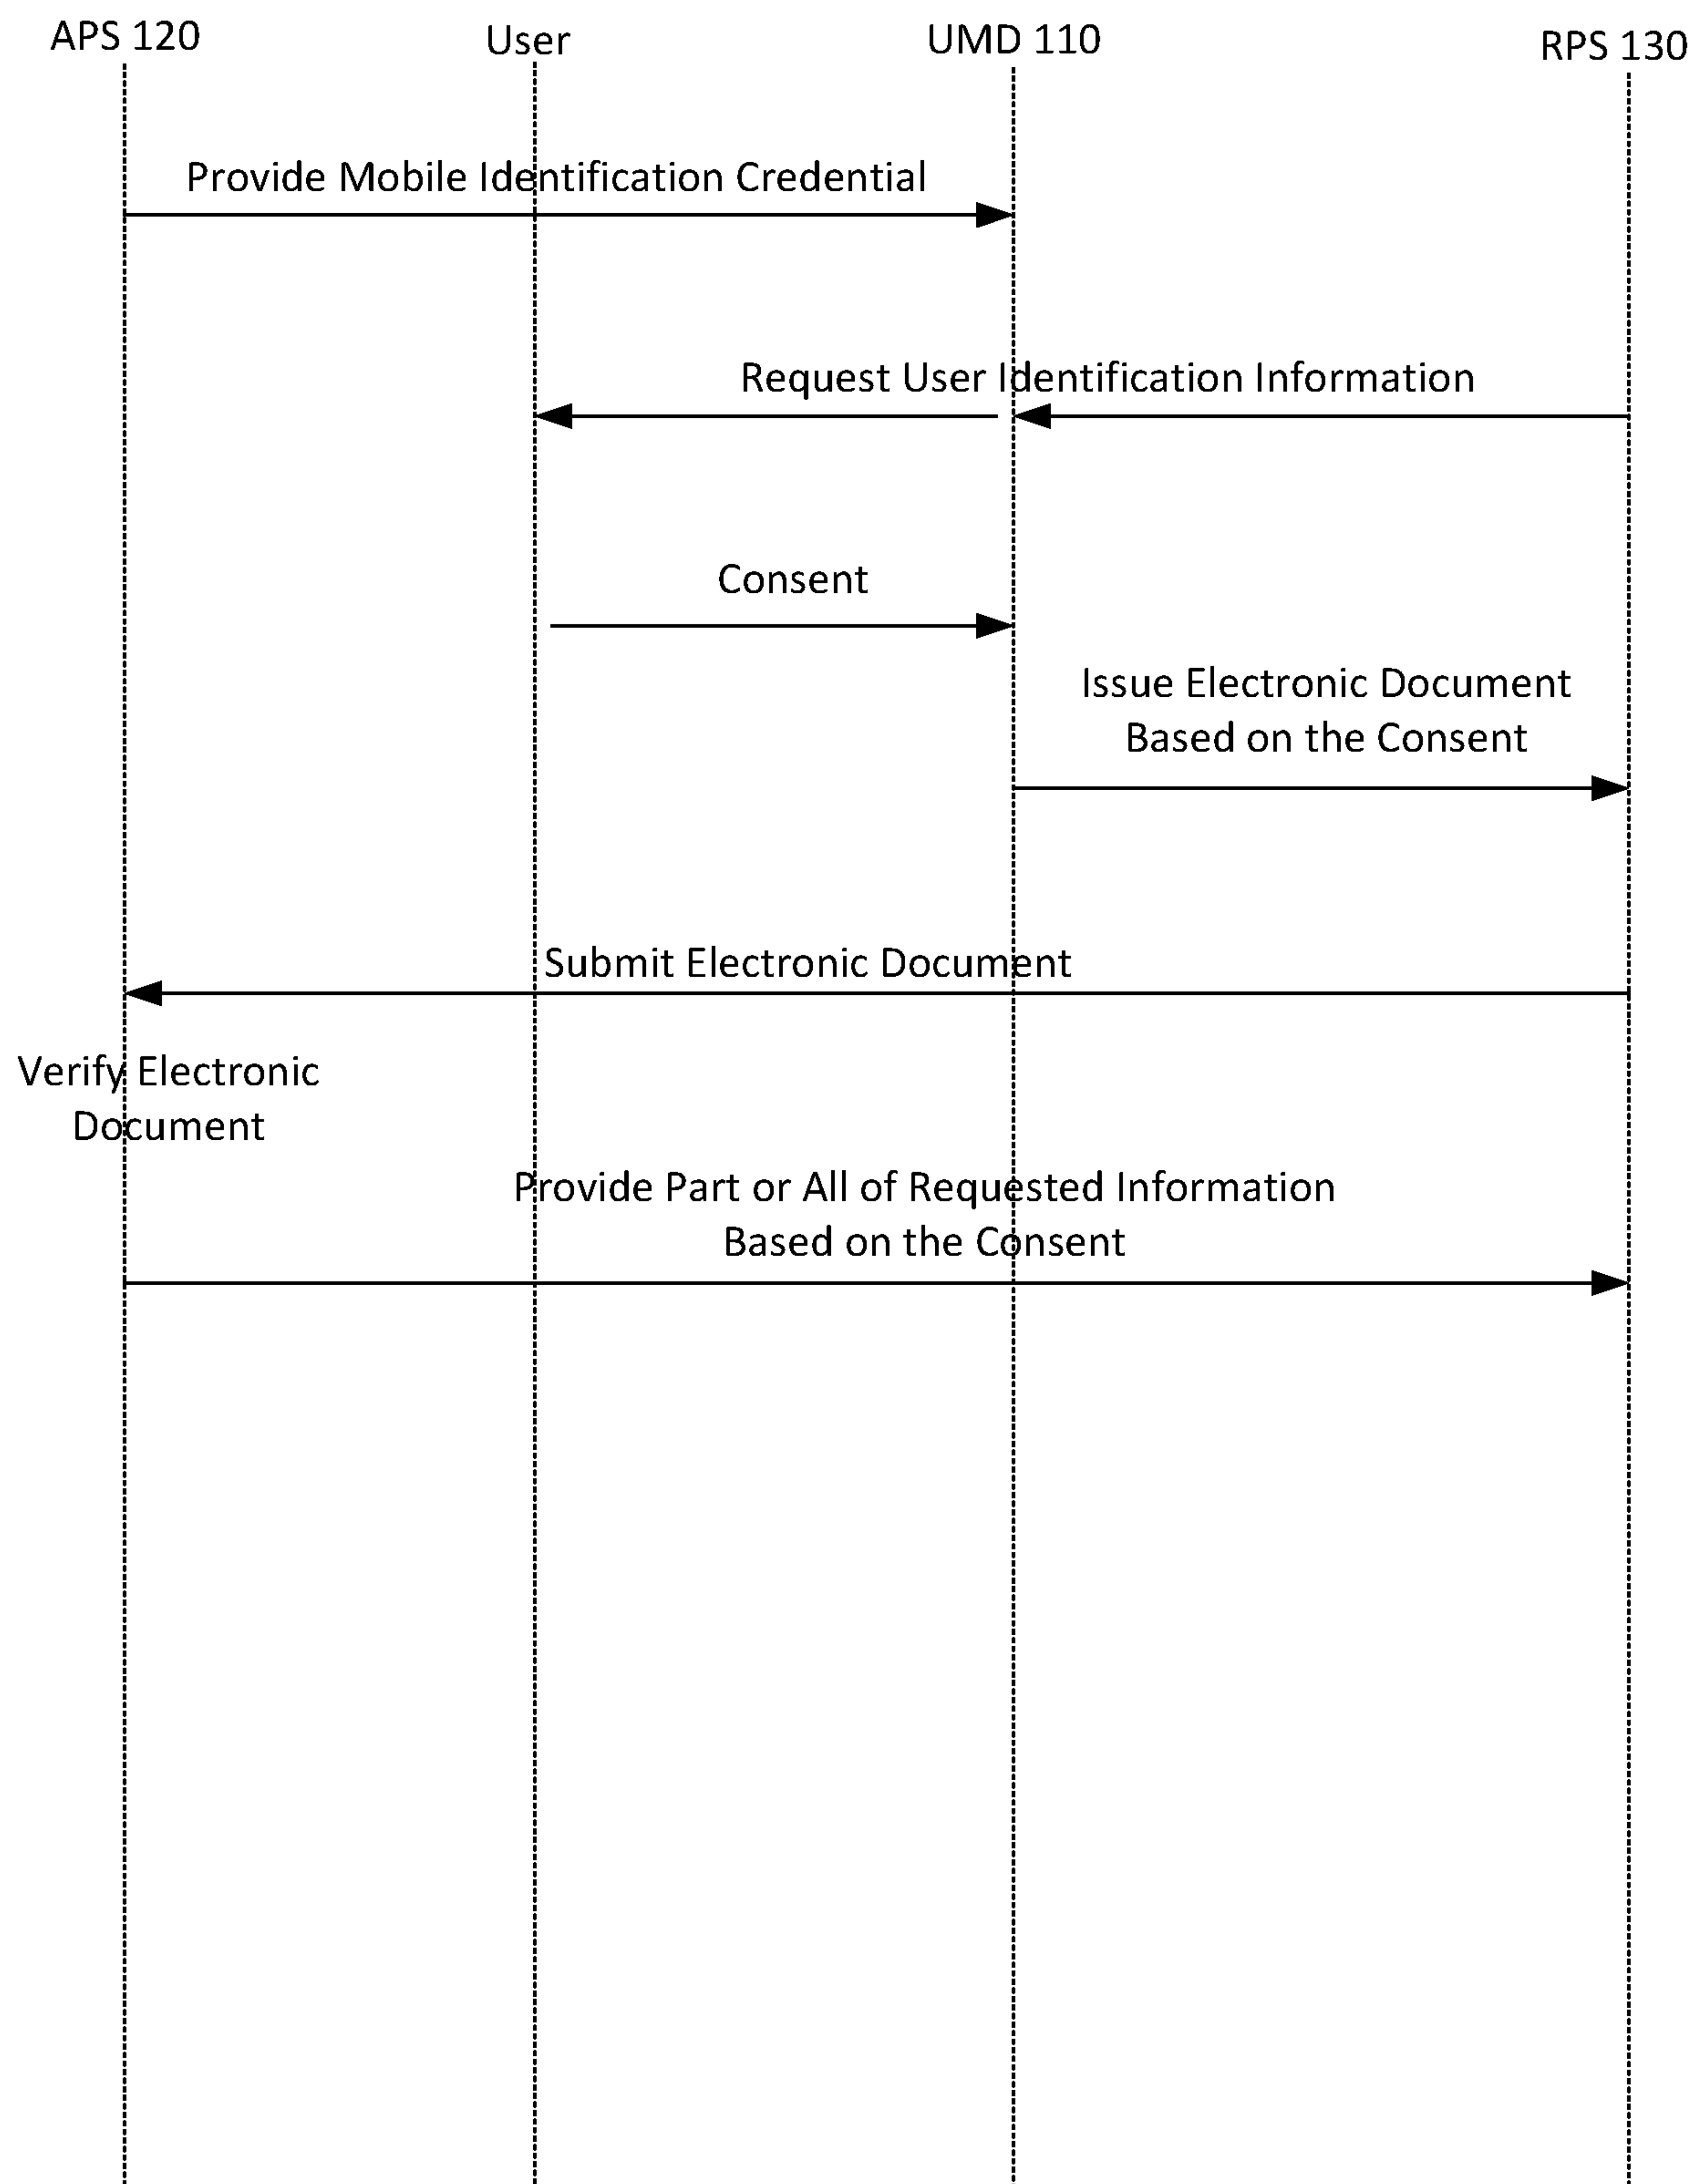 APS 120
User
UMD 110
RPS 130
Provide Mobile Identification Credential
Request User Identification Information
Consent
Issue Electronic Document
Based on the Consent
Submit Electronic Document
Verify Electronic
Document
Provide Part or All of Requested Information
Based on the Consent